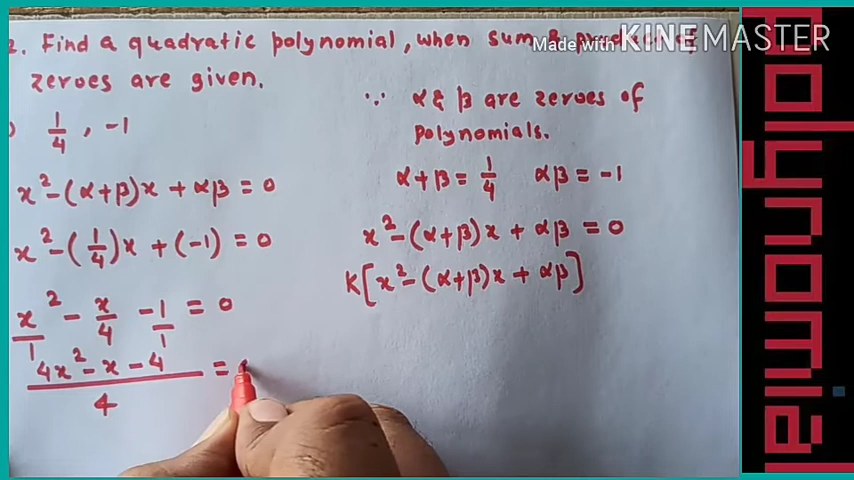 2. Find a quadratic polynomial, when sum & product of
zeroes are given.
) 1/4 , -1
x² - (α+β)x + αβ = 0
x² - (1/4)x + (-1) = 0
x²/1 - x/4 - 1/1 = 0
4x² - x - 4 / 4 =
∵ α & β are zeroes of
polynomials.
α+β = 1/4 αβ = -1
x² - (α+β)x + αβ = 0
K[x² - (α+β)x + αβ]
Made with KINEMASTER